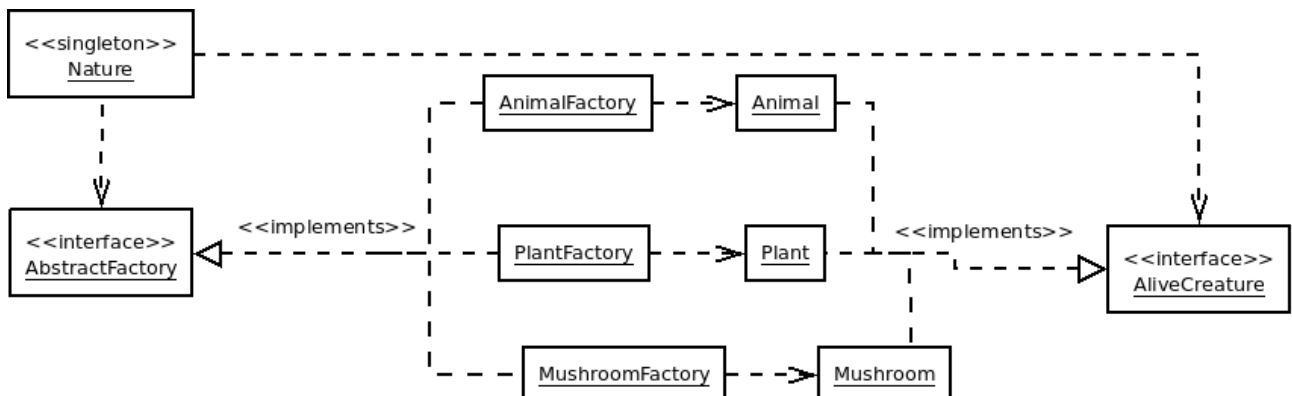 <<singleton>>
Nature
AnimalFactory
Animal
<<interface>>
AbstractFactory
<<implements>>
PlantFactory
Plant
<<implements>>
<<interface>>
AliveCreature
MushroomFactory
Mushroom